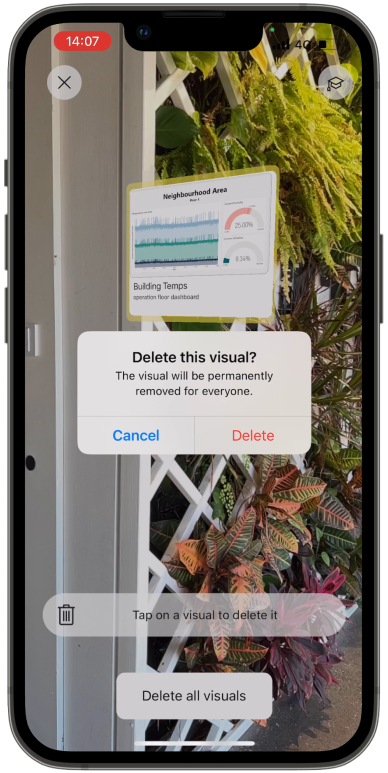 14:07
4G
Neighbourhood Area
25.00%
8.34%
Building Temps
operation floor dashboard
Delete this visual?
The visual will be permanently
removed for everyone.
Cancel
Delete
Tap on a visual to delete it
Delete all visuals